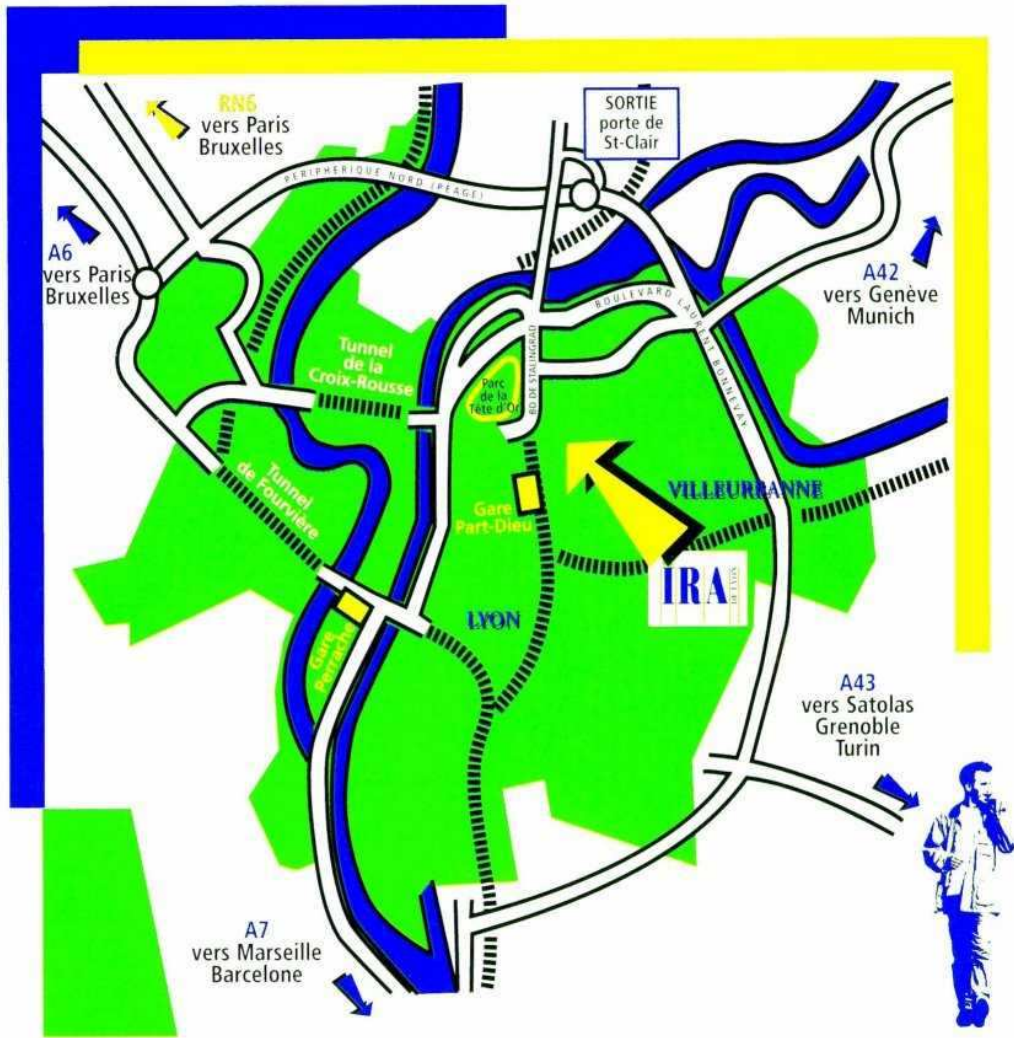 RN6
vers Paris
Bruxelles
SORTIE
porte de
St-Clair
PERIPHERIQUE NORD (PEAGE)
A6
vers Paris
Bruxelles
A42
vers Genève
Munich
BOULEVARD LAURENT BONNEVAY
BD DE STALINGRAD
Tunnel
de la
Croix-Rousse
Parc
de la
Tête d'Or
Tunnel
de Fourvière
VILLEURBANNE
Gare
Part-Dieu
IRA
DE LYON
LYON
Gare
Perrache
A43
vers Satolas
Grenoble
Turin
A7
vers Marseille
Barcelone